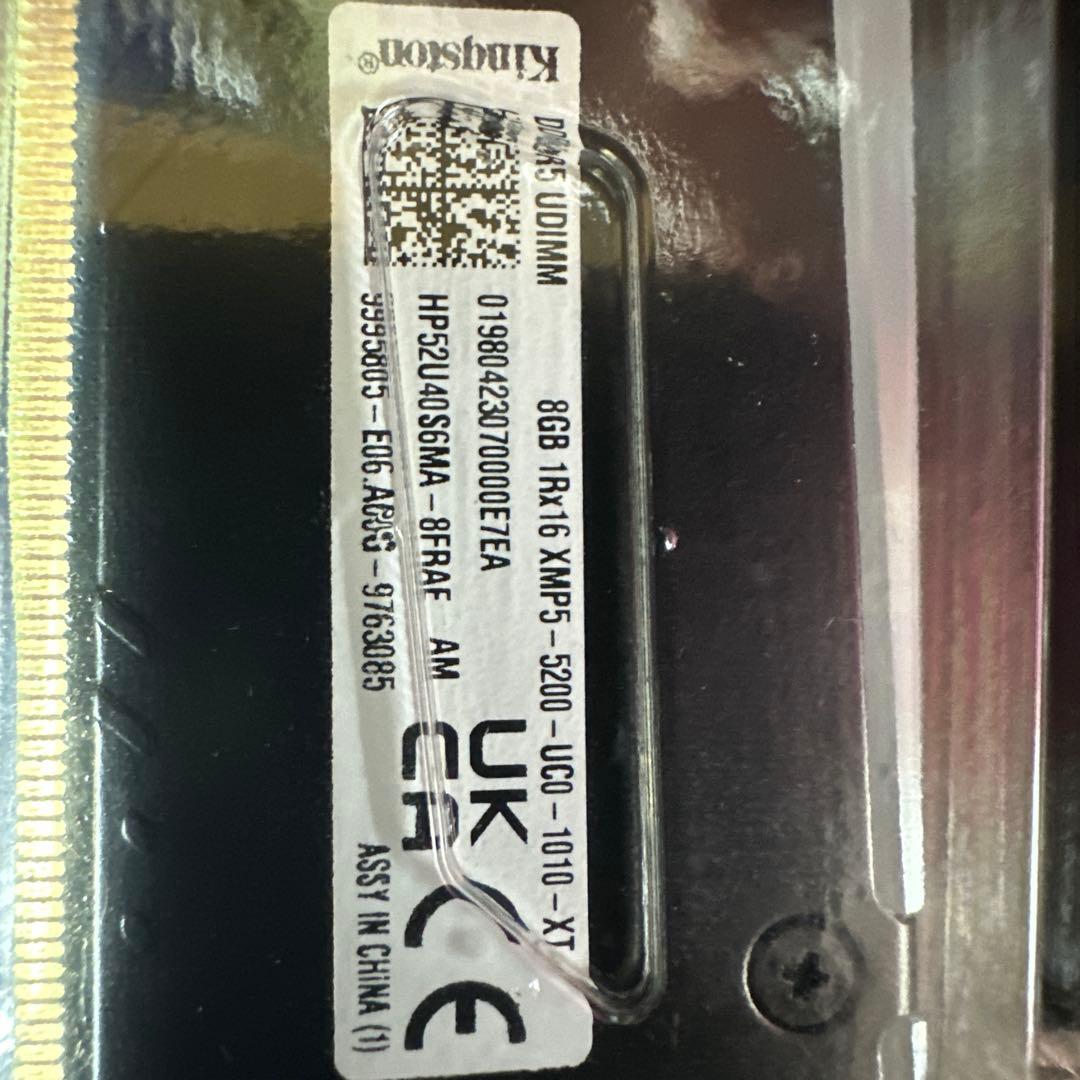 Kingston®
DDR5 UDIMM
8GB 1Rx16 XMP5-5200-UC0-1010-XT
01980423070000E7EA
HP52U40S6MA-8FRAF AM
9995805-E06.A00G-9763085
UK
CA
CE
ASSY IN CHINA (1)